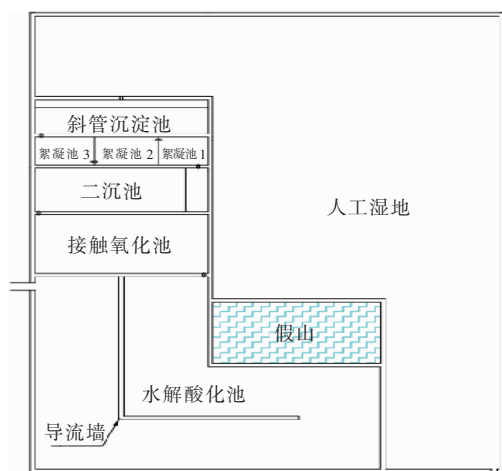 斜管沉淀池
絮凝池 3 絮凝池 2 絮凝池 1
二沉池
人工湿地
接触氧化池
假山
水解酸化池
导流墙